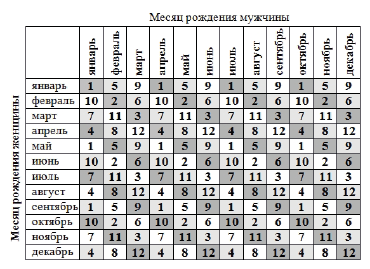 Месяц рождения мужчины
Месяц рождения женщины
январь февраль март апрель май июнь июль август сентябрь октябрь ноябрь декабрь
январь 1 5 9 1 5 9 1 5 9 1 5 9
февраль 10 2 6 10 2 6 10 2 6 10 2 6
март 7 11 3 7 11 3 7 11 3 7 11 3
апрель 4 8 12 4 8 12 4 8 12 4 8 12
май 1 5 9 1 5 9 1 5 9 1 5 9
июнь 10 2 6 10 2 6 10 2 6 10 2 6
июль 7 11 3 7 11 3 7 11 3 7 11 3
август 4 8 12 4 8 12 4 8 12 4 8 12
сентябрь 1 5 9 1 5 9 1 5 9 1 5 9
октябрь 10 2 6 10 2 6 10 2 6 10 2 6
ноябрь 7 11 3 7 11 3 7 11 3 7 11 3
декабрь 4 8 12 4 8 12 4 8 12 4 8 12